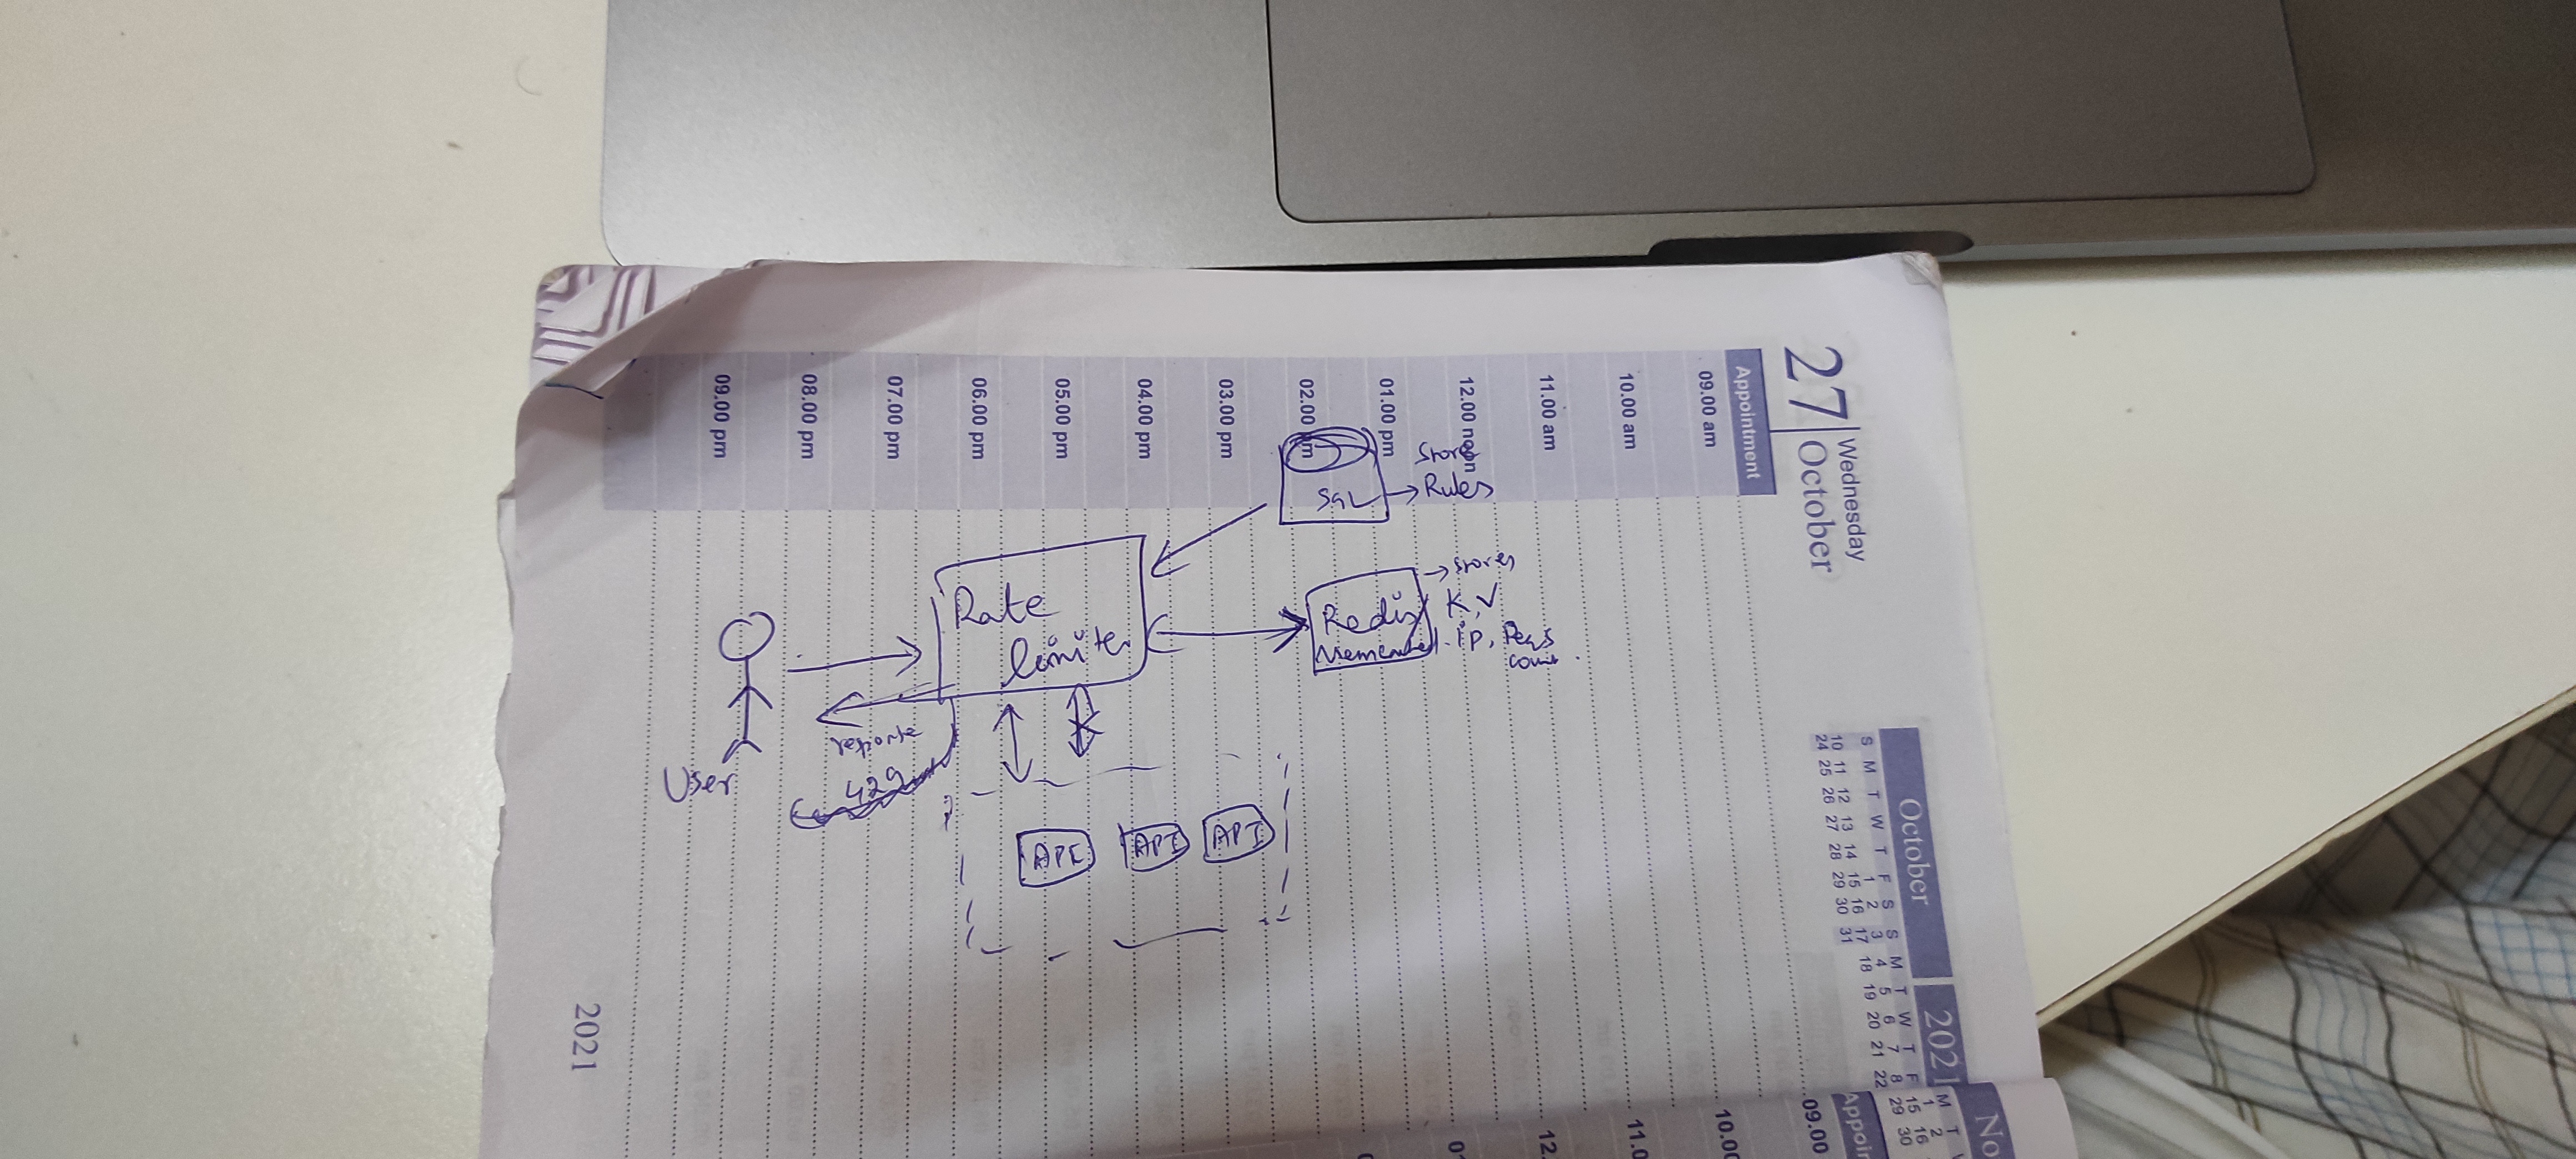 27
Wednesday
October
Appointment
09.00 am
10.00 am
11.00 am
12.00 noon
01.00 pm
02.00 pm
03.00 pm
04.00 pm
05.00 pm
06.00 pm
07.00 pm
08.00 pm
09.00 pm
SQL → stores
Rules
Rate
limiter
Redis → stores
K, V
ip, Req's
count
User
429
API API API
October 2021
S M T W T F S S M T W T F S
1 2 3 4 5 6 7 8
10 11 12 13 14 15 16 17 18 19 20 21 22
24 25 26 27 28 29 30 31
2021
No
M T
1 2
15 16
29 30
Appoin
09.00
10.00
11.0
12.